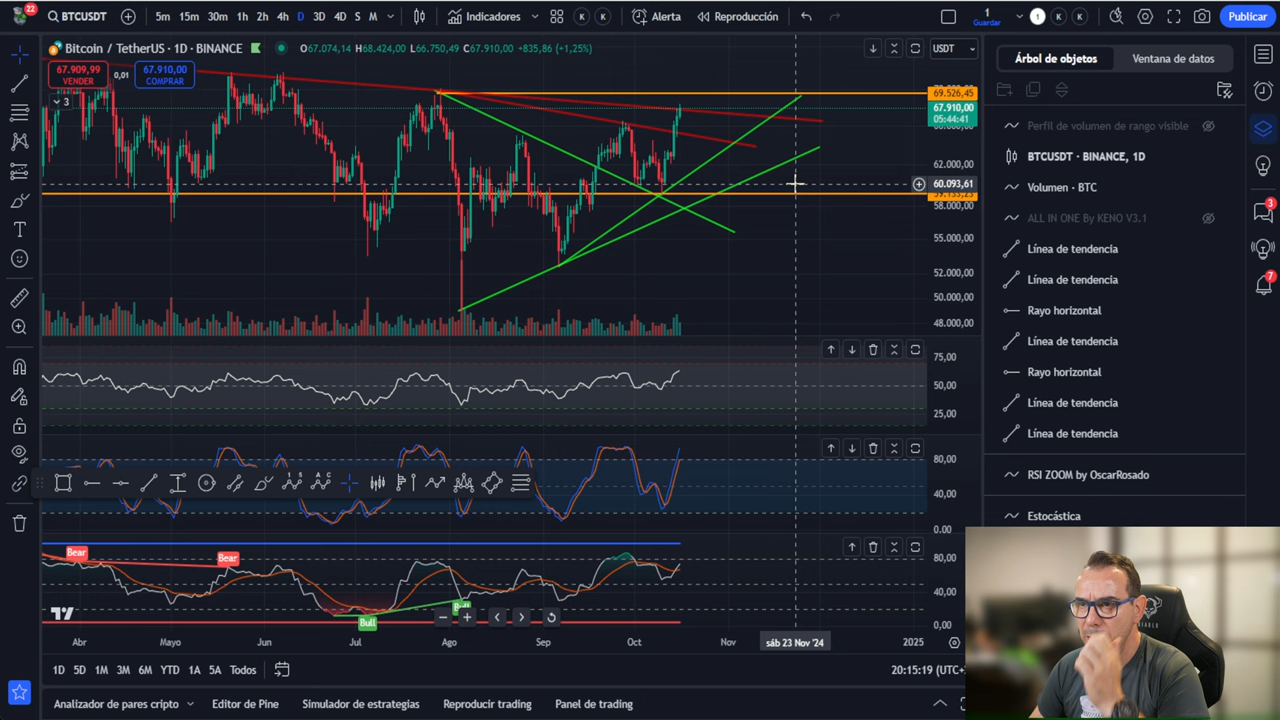 22
BTCUSDT
5m 15m 30m 1h 2h 4h D 3D 4D S M
Indicadores
K K
Alerta
Reproducción
1
Guardar
1 K K
Publicar
Bitcoin / TetherUS · 1D · BINANCE
O67.074,14 H68.424,00 L66.750,49 C67.910,00 +835,86 (+1,25%)
USDT
67.909,99
VENDER
0,01
67.910,00
COMPRAR
3
69.526,45
67.910,00
05:44:41
62.000,00
60.093,61
58.000,00
55.000,00
52.000,00
50.000,00
48.000,00
75,00
50,00
25,00
80,00
40,00
0.00
80,00
40,00
0,00
Bear
Bear
Bull
Abr Mayo Jun Jul Ago Sep Oct Nov sáb 23 Nov '24 2025
1D 5D 1M 3M 6M YTD 1A 5A Todos
20:15:19 (UTC+
Analizador de pares cripto
Editor de Pine
Simulador de estrategias
Reproducir trading
Panel de trading
Árbol de objetos
Ventana de datos
Perfil de volumen de rango visible
BTCUSDT · BINANCE, 1D
Volumen · BTC
ALL IN ONE By KENO V3.1
Línea de tendencia
Línea de tendencia
Rayo horizontal
Línea de tendencia
Rayo horizontal
Línea de tendencia
Línea de tendencia
RSI ZOOM by OscarRosado
Estocástica
3
7